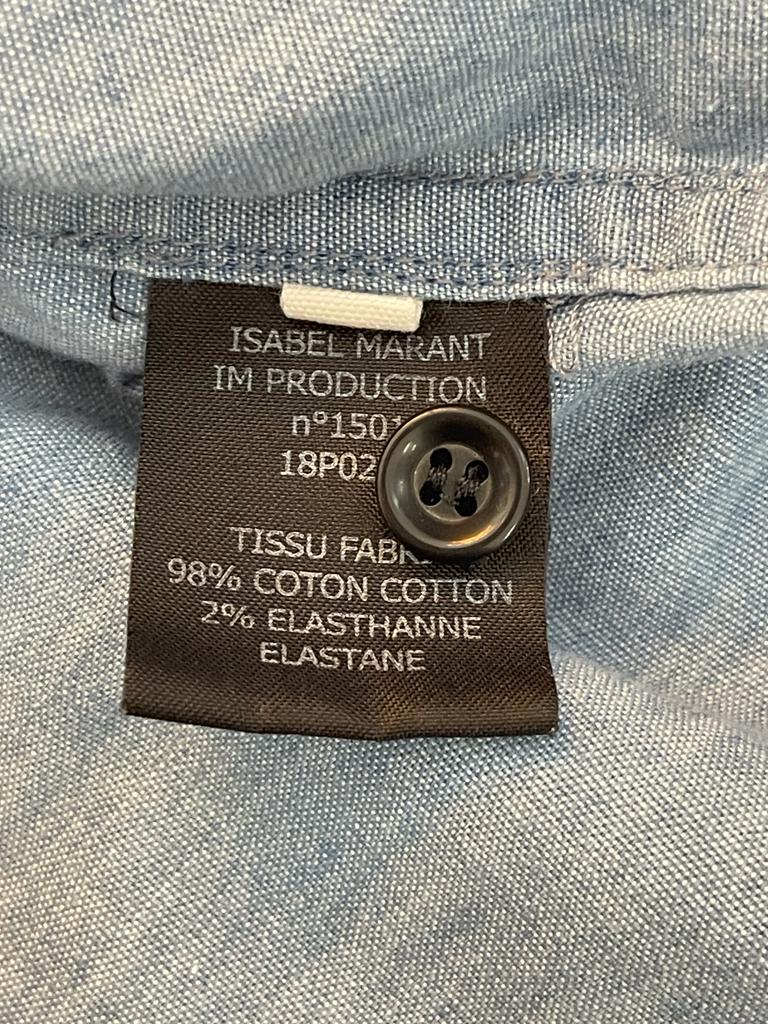 ISABEL MARANT
IM PRODUCTION
TISSU
98% COTON COTTON
2% ELASTHANNE
ELASTANE